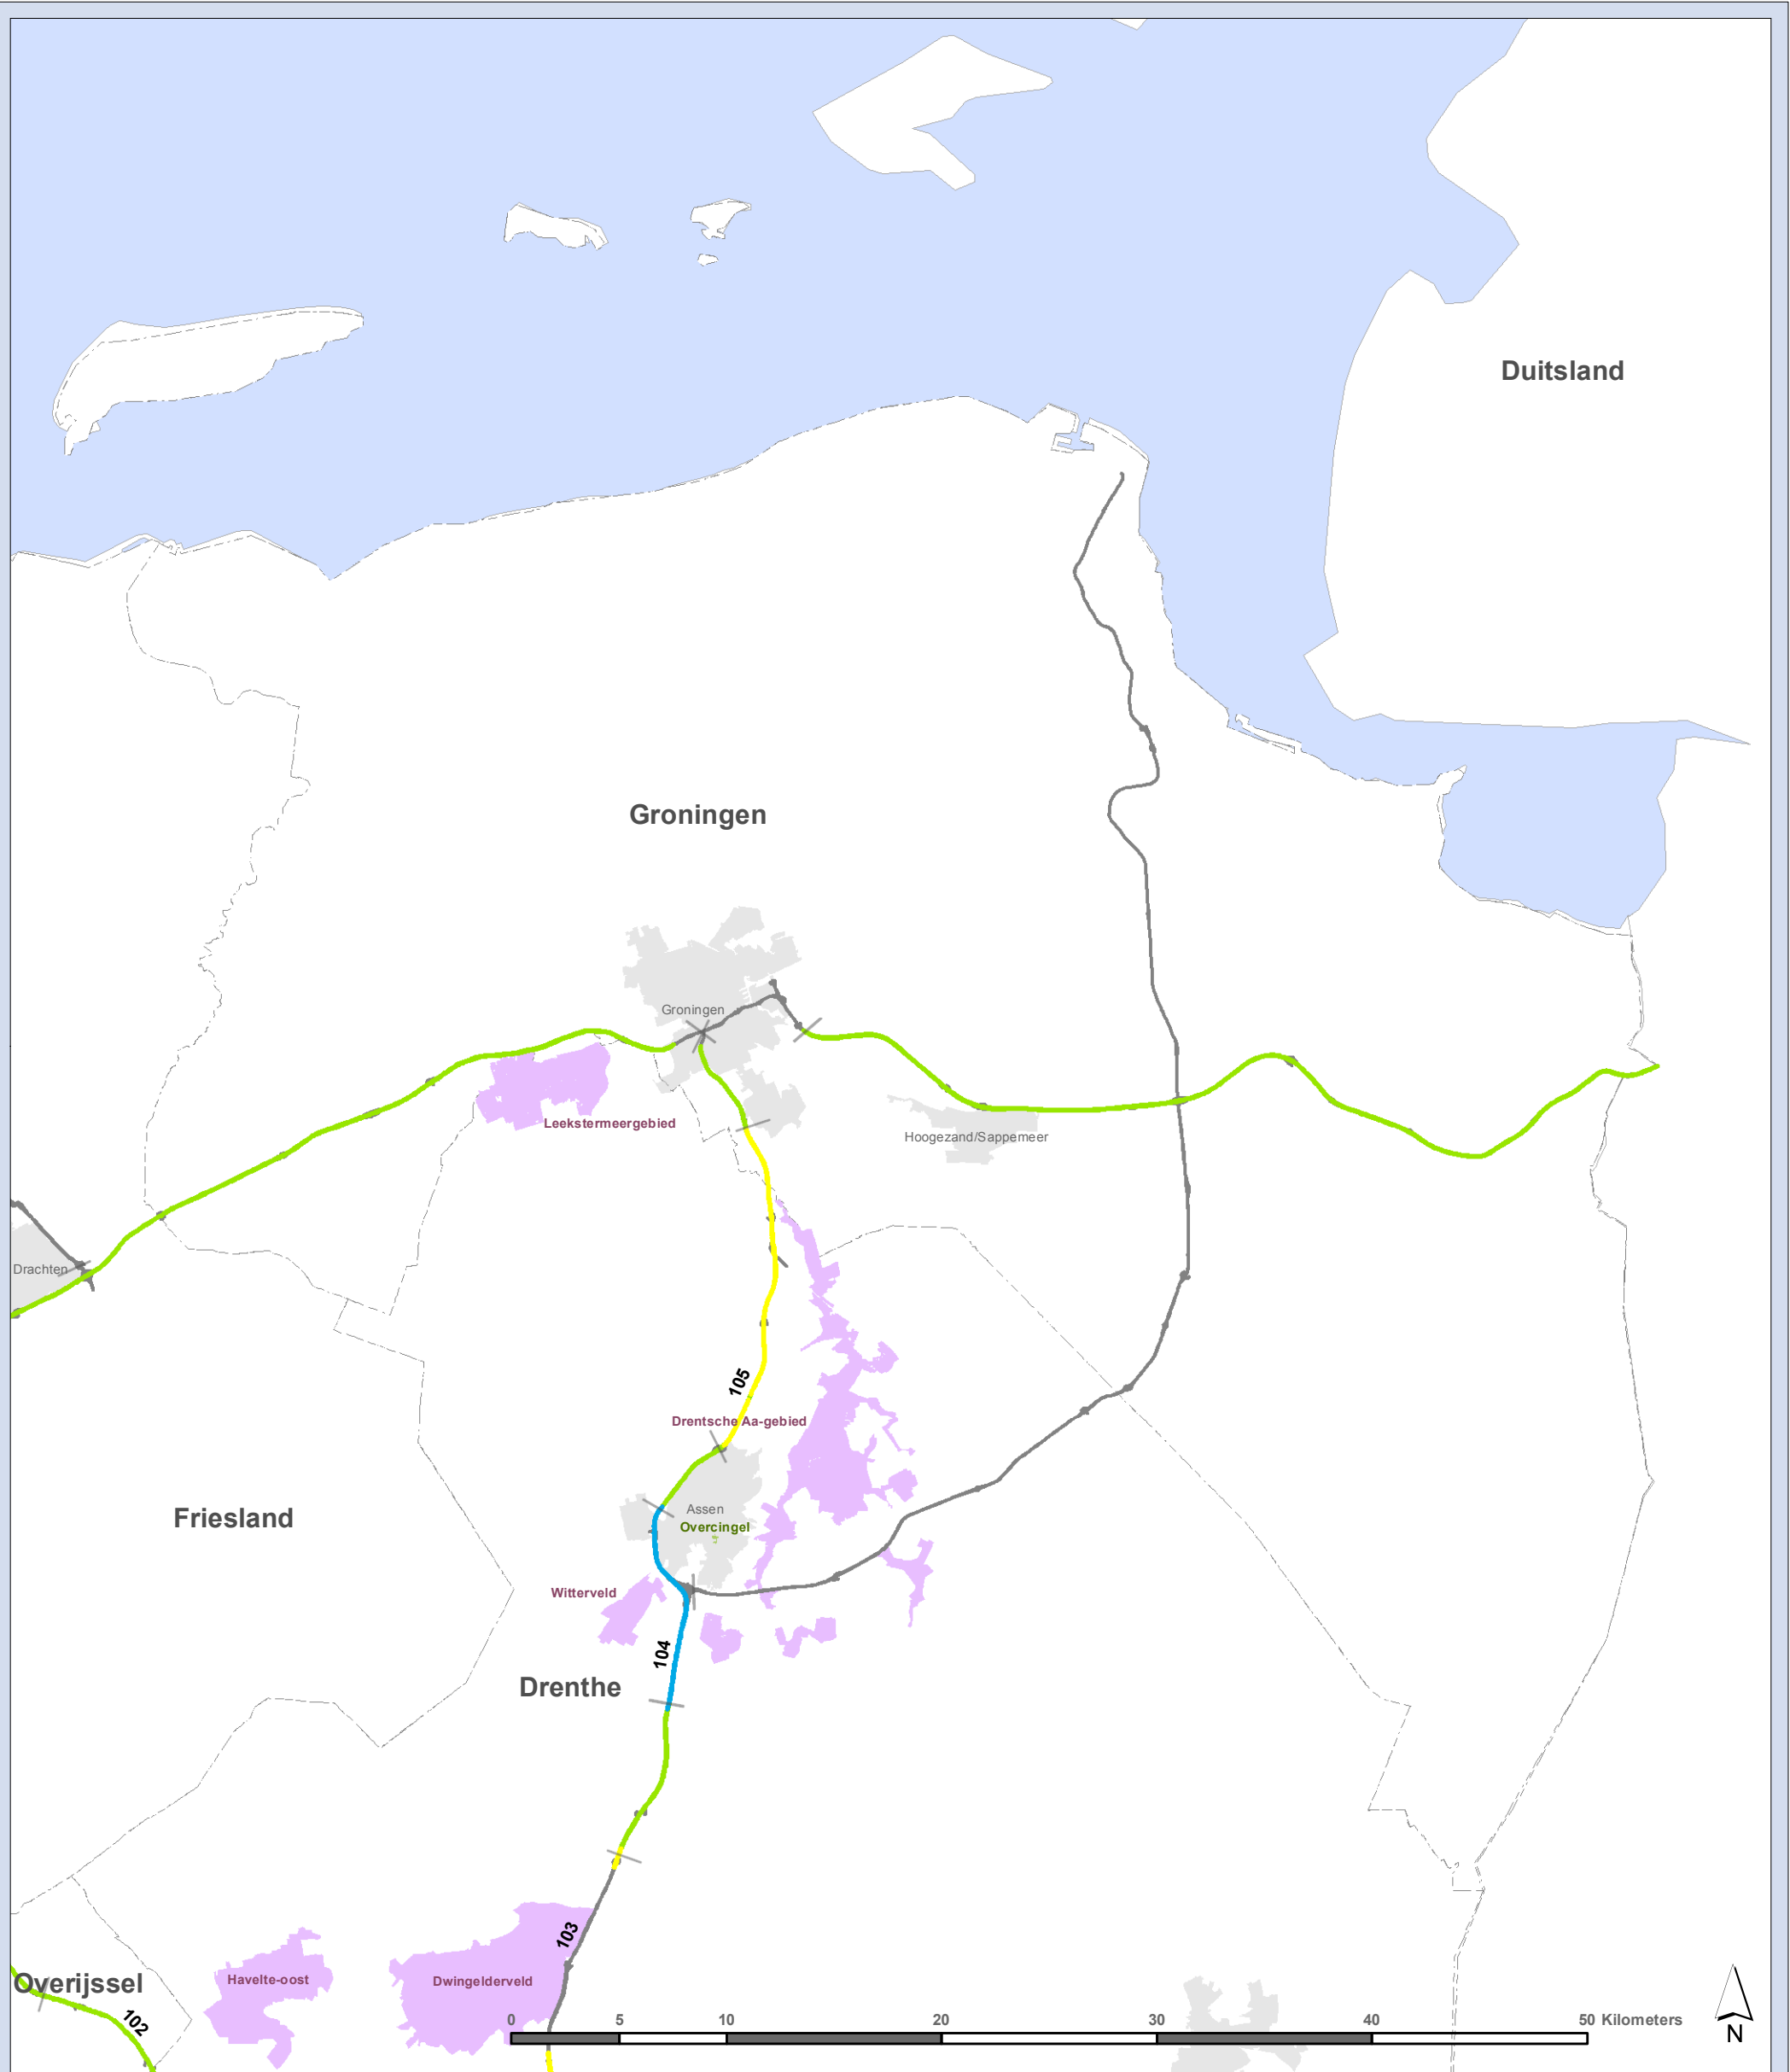 Duitsland
Groningen
Groningen
Leekstermeergebied
Hoogezand/Sappemeer
Drachten
105
Drentsche Aa-gebied
Assen
Friesland
Overcingel
Witterveld
104
Drenthe
103
Havelte-oost
Dwingelderveld
Overijssel
102
0 5 10 20 30 40 50 Kilometers
N